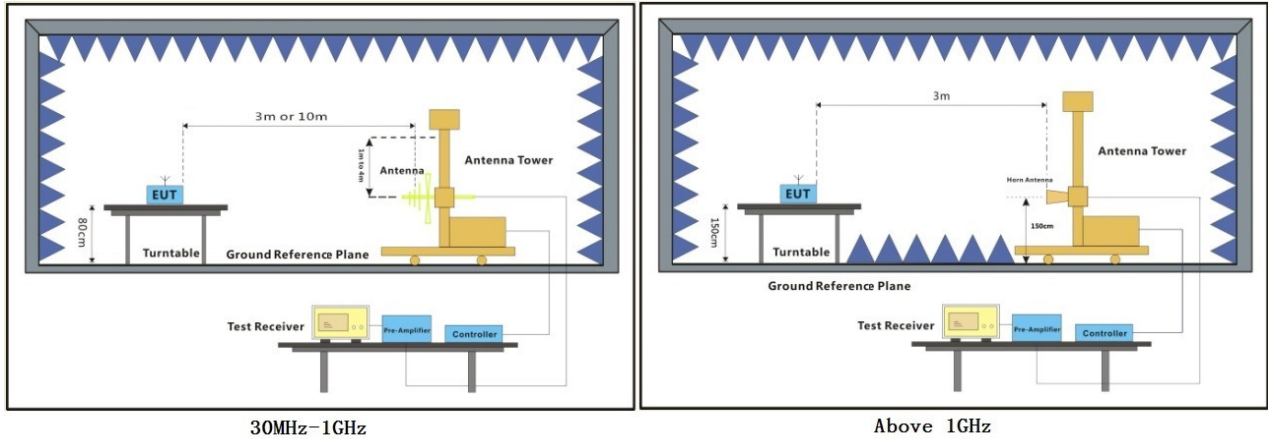 3m or 10m
1m to 4m
Antenna
Antenna Tower
EUT
80cm
Turntable
Ground Reference Plane
Test Receiver
Pre-Amplifier
Controller
30MHz-1GHz
3m
Antenna Tower
Horn Antenna
EUT
150cm
150cm
Turntable
Ground Reference Plane
Test Receiver
Pre-Amplifier
Controller
Above 1GHz